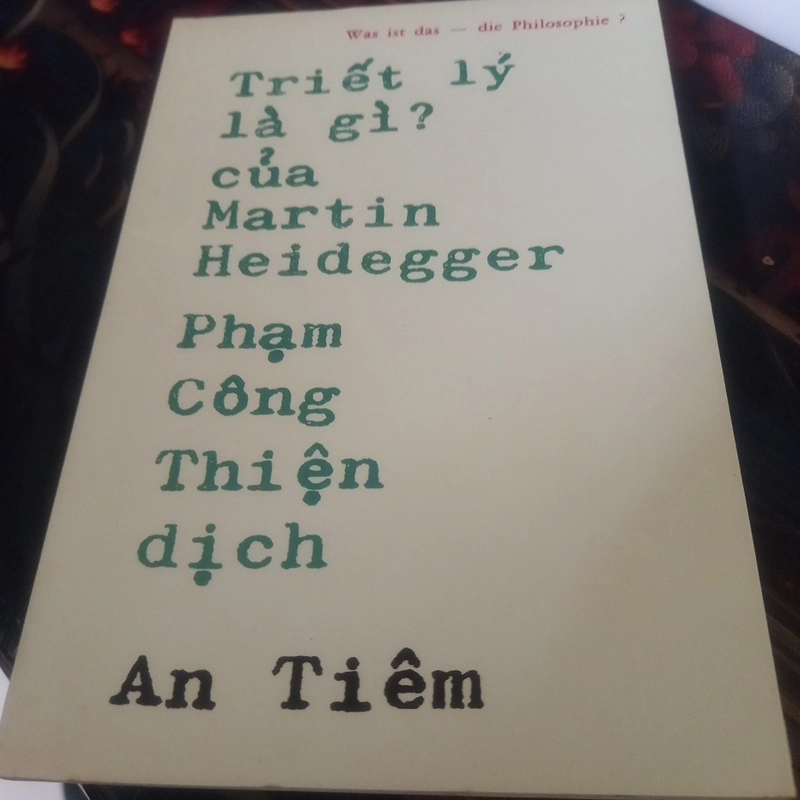 Was ist das — die Philosophie ?
Triết lý
là gì?
của
Martin
Heidegger
Phạm
Công
Thiện
dịch
An Tiêm